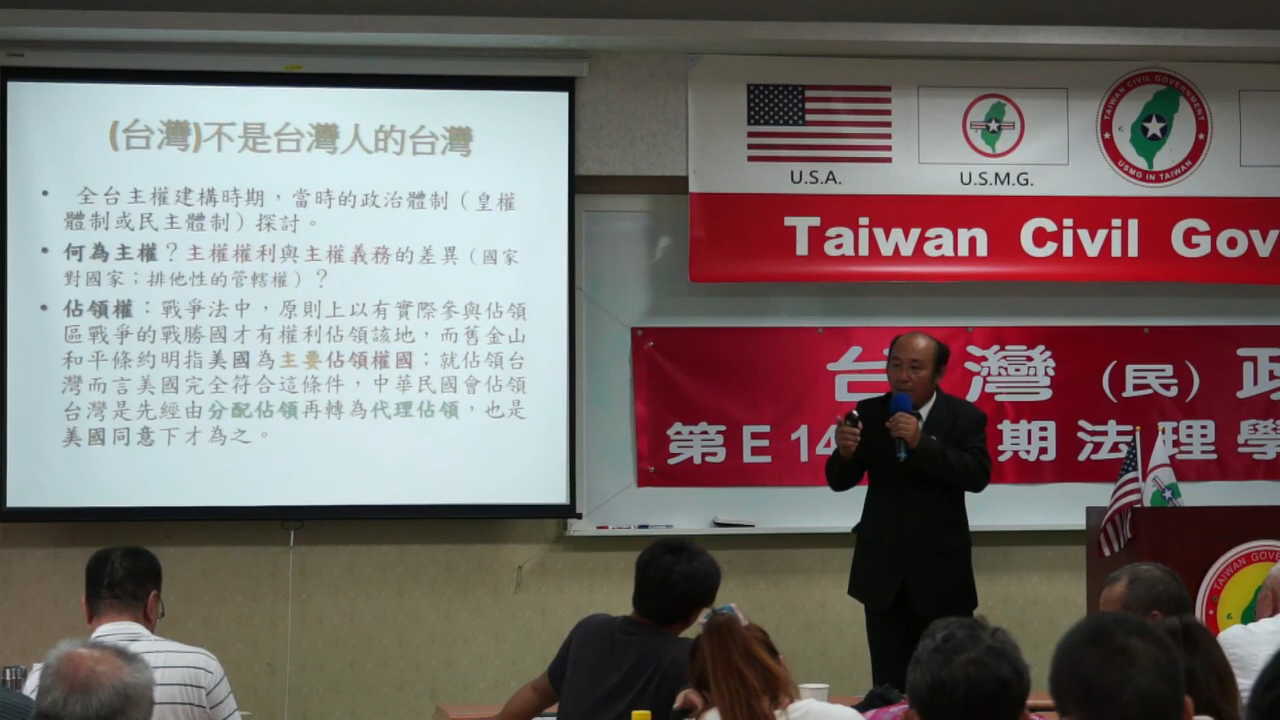 (台灣)不是台灣人的台灣
• 全台主權建構時期，當時的政治體制（皇權
體制或民主體制）探討。
• 何為主權？主權權利與主權義務的差異（國家
對國家；排他性的管轄權）？
• 佔領權：戰爭法中，原則上以有實際參與佔領
區戰爭的戰勝國才有權利佔領該地，而舊金山
和平條約明指美國為主要佔領權國；就佔領台
灣而言美國完全符合這條件，中華民國會佔領
台灣是先經由分配佔領再轉為代理佔領，也是
美國同意下才為之。
U.S.A.
U.S.M.G.
TAIWAN CIVIL GOVERNMENT
USMG IN TAIWAN
Taiwan Civil Gov
台灣（民）政
第E 14 期法理學
TAIWAN GOVE